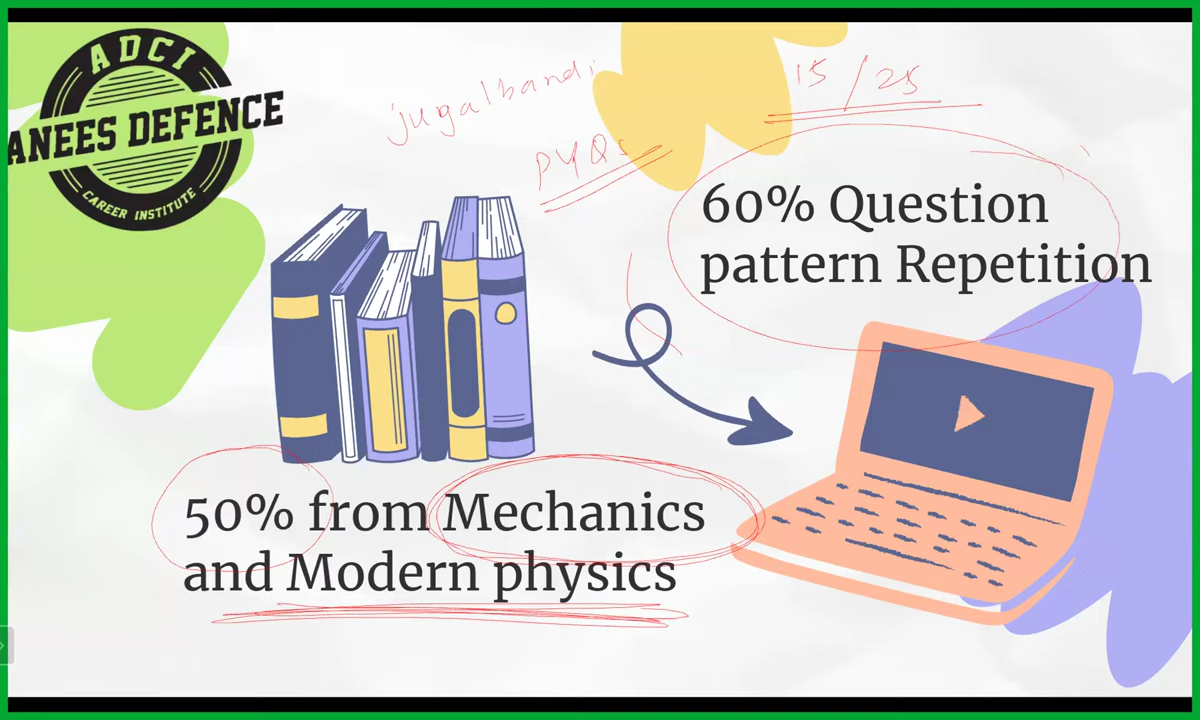 ADCI
ANEES DEFENCE
CAREER INSTITUTE
jugalbandi
PYQs
15/25
60% Question
pattern Repetition
50% from Mechanics
and Modern physics